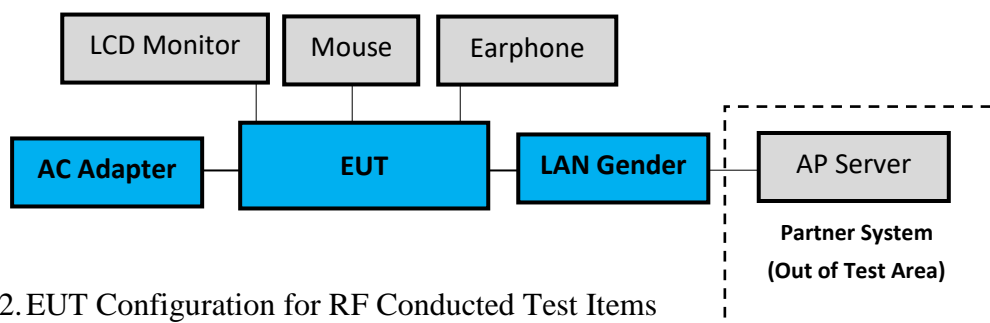 LCD Monitor
Mouse
Earphone
AC Adapter
EUT
LAN Gender
AP Server
Partner System
(Out of Test Area)
2. EUT Configuration for RF Conducted Test Items